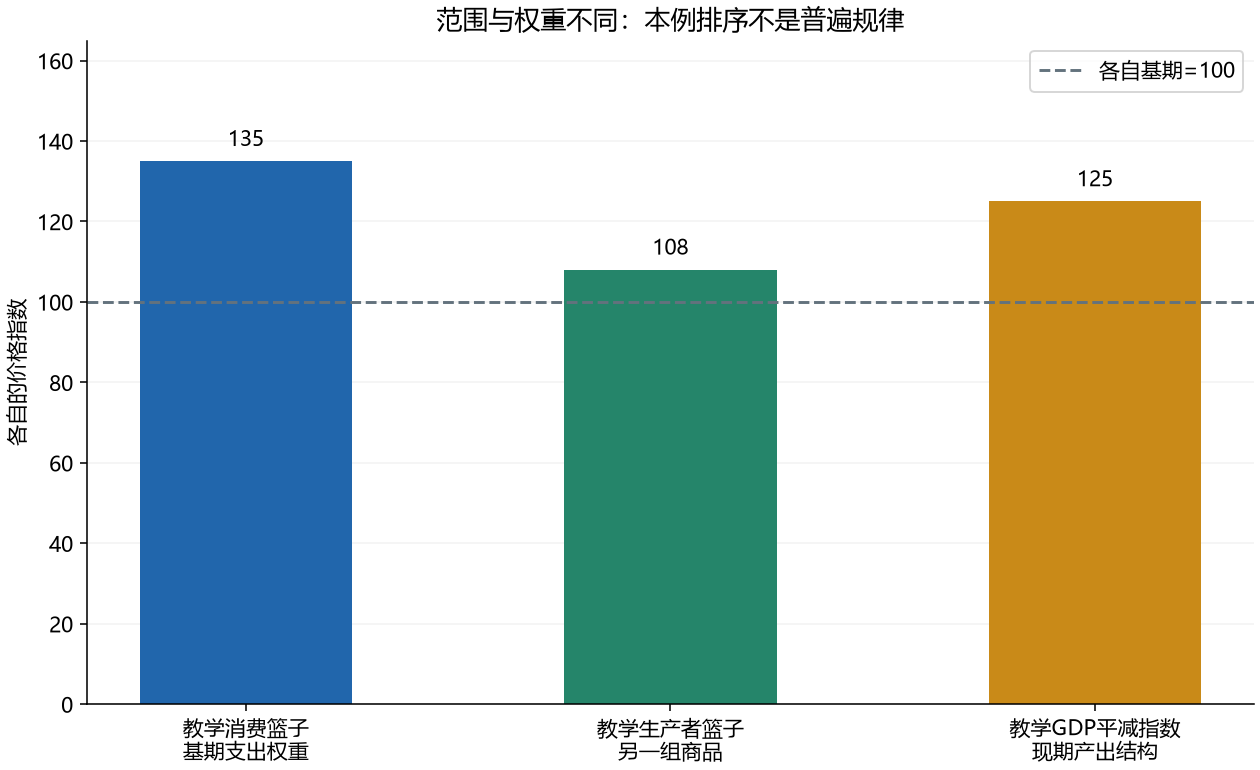 范围与权重不同：本例排序不是普遍规律
各自基期=100
各自的价格指数
160
140
120
100
80
60
40
20
0
135
108
125
教学消费篮子
基期支出权重
教学生产者篮子
另一组商品
教学GDP平减指数
现期产出结构